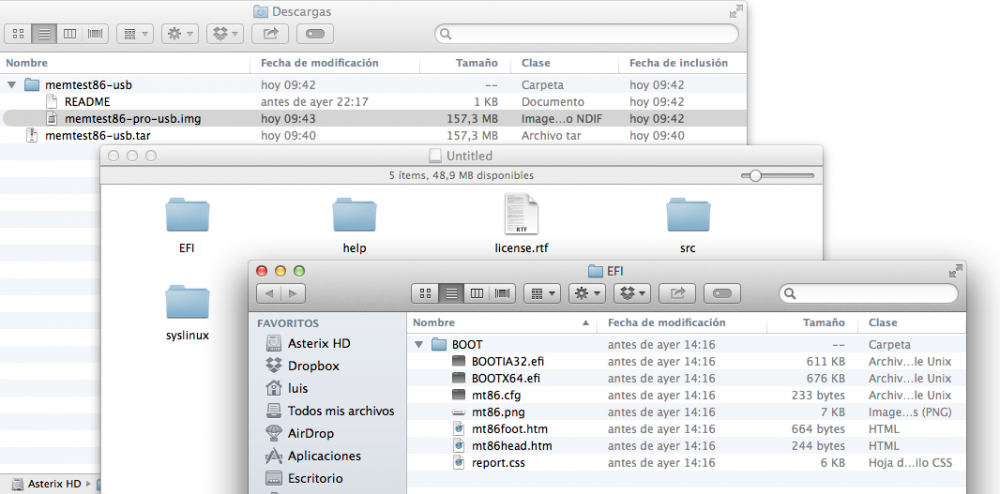 Descargas
Nombre Fecha de modificación Tamaño Clase Fecha de inclusión
memtest86-usb hoy 09:42 -- Carpeta hoy 09:42
README antes de ayer 22:17 1 KB Documento hoy 09:42
memtest86-pro-usb.img hoy 09:43 157,3 MB Image...o NDIF hoy 09:42
memtest86-usb.tar hoy 09:40 157,3 MB Archivo tar hoy 09:40
Untitled
5 ítems, 48,9 MB disponibles
RTF
EFI help license.rtf src
syslinux
EFI
FAVORITOS
Asterix HD
Dropbox
luis
Todos mis archivos
AirDrop
Aplicaciones
Escritorio
Nombre Fecha de modificación Tamaño Clase
BOOT antes de ayer 14:16 -- Carpeta
BOOTIA32.efi antes de ayer 14:16 611 KB Archiv...le Unix
BOOTX64.efi antes de ayer 14:16 676 KB Archiv...le Unix
mt86.cfg antes de ayer 14:16 233 bytes Archiv...le Unix
mt86.png antes de ayer 14:16 7 KB Image...s (PNG)
mt86foot.htm antes de ayer 14:16 664 bytes HTML
mt86head.htm antes de ayer 14:16 244 bytes HTML
report.css antes de ayer 14:16 6 KB Hoja d...ilo CSS
Asterix HD